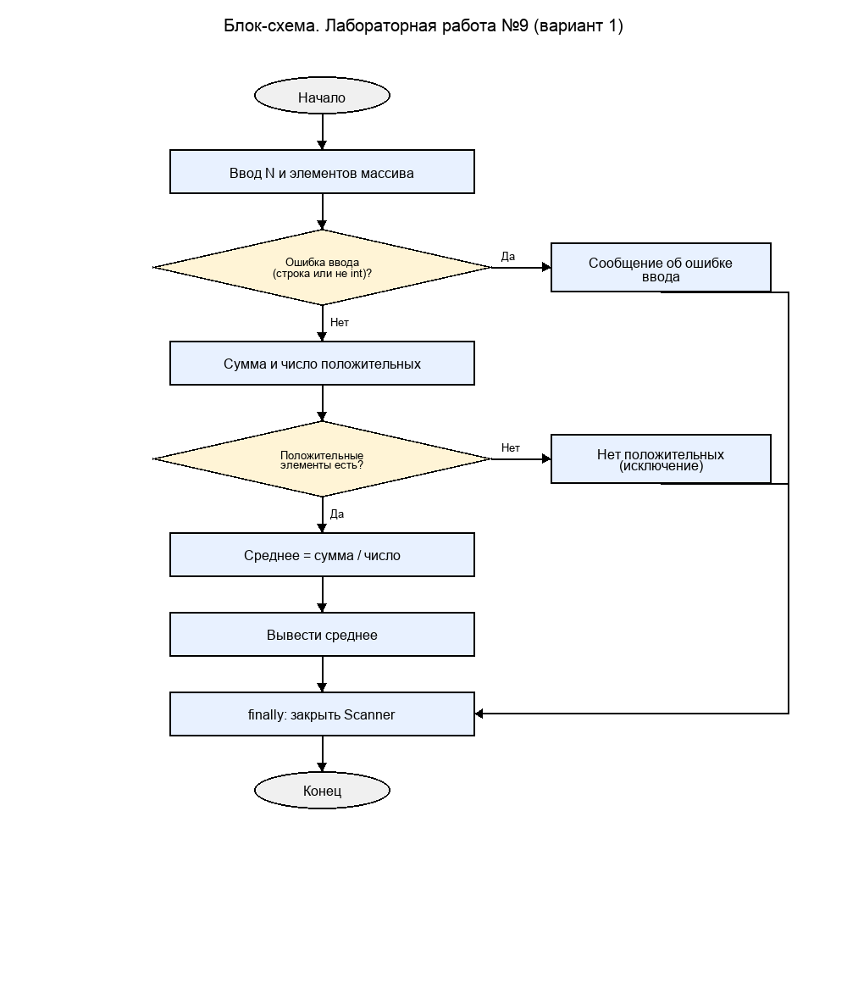 Блок-схема. Лабораторная работа №9 (вариант 1)
Начало
Ввод N и элементов массива
Ошибка ввода
(строка или не int)?
Да
Сообщение об ошибке
ввода
Нет
Сумма и число положительных
Положительные
элементы есть?
Нет
Нет положительных
(исключение)
Да
Среднее = сумма / число
Вывести среднее
finally: закрыть Scanner
Конец